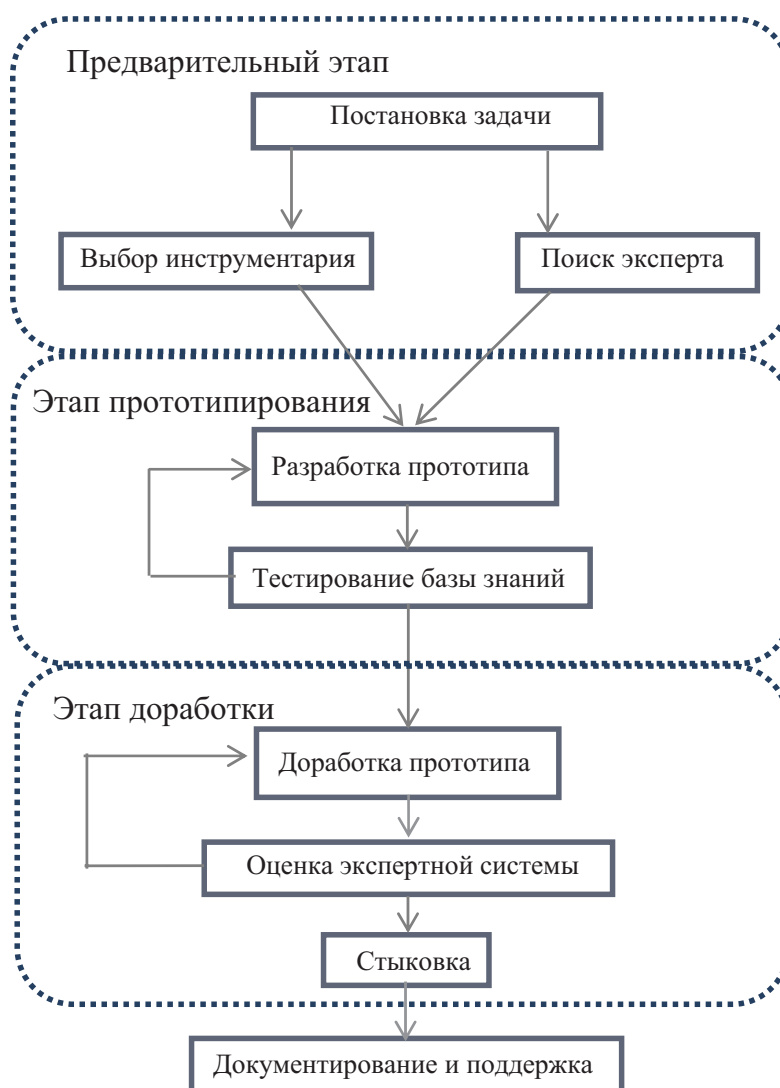 Предварительный этап
Постановка задачи
Выбор инструментария
Поиск эксперта
Этап прототипирования
Разработка прототипа
Тестирование базы знаний
Этап доработки
Доработка прототипа
Оценка экспертной системы
Стыковка
Документирование и поддержка